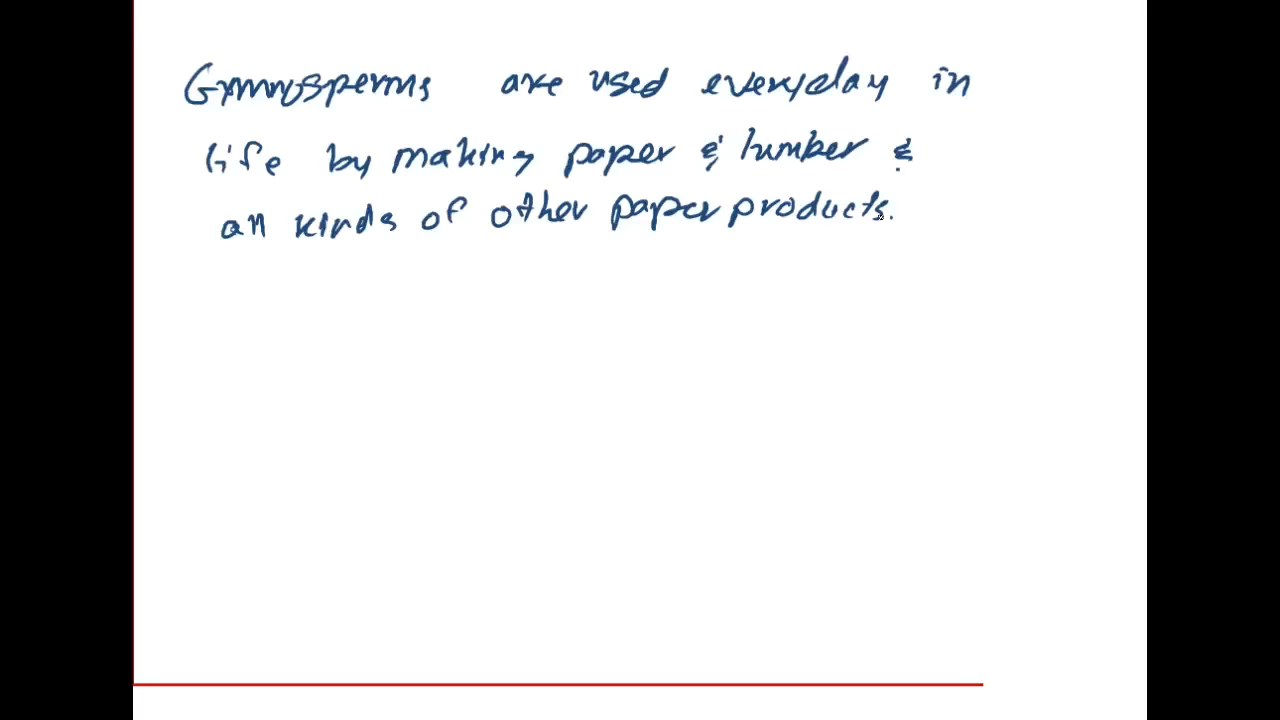 Gymnosperms are used everyday in
life by making paper & lumber &
all kinds of other paper products.